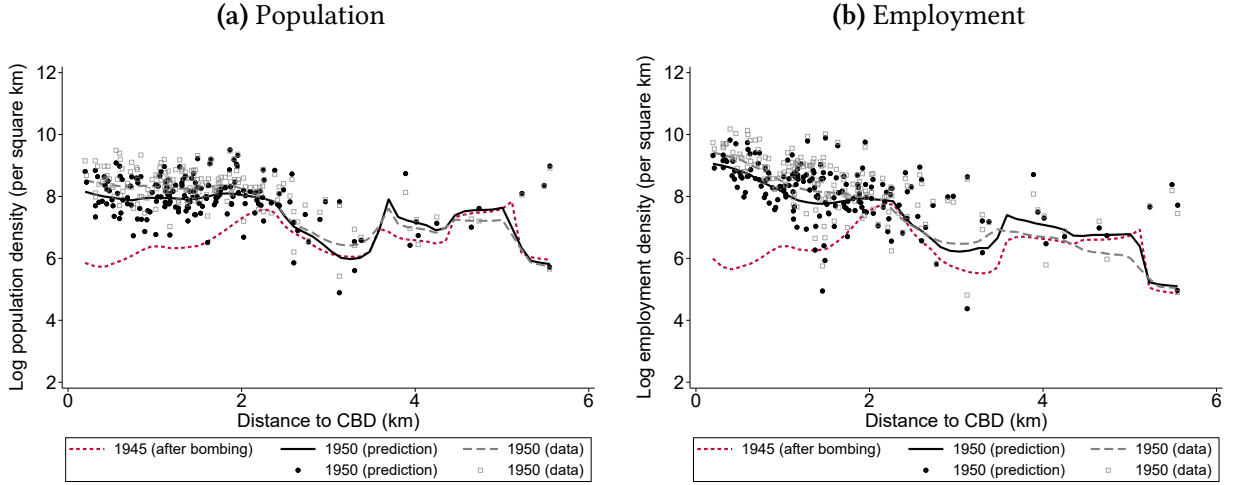 (a) Population
Log population density (per square km)
12
10
8
6
4
2
0 2 4 6
Distance to CBD (km)
1945 (after bombing) 1950 (prediction) 1950 (data)
1950 (prediction) 1950 (data)
(b) Employment
Log employment density (per square km)
12
10
8
6
4
2
0 2 4 6
Distance to CBD (km)
1945 (after bombing) 1950 (prediction) 1950 (data)
1950 (prediction) 1950 (data)